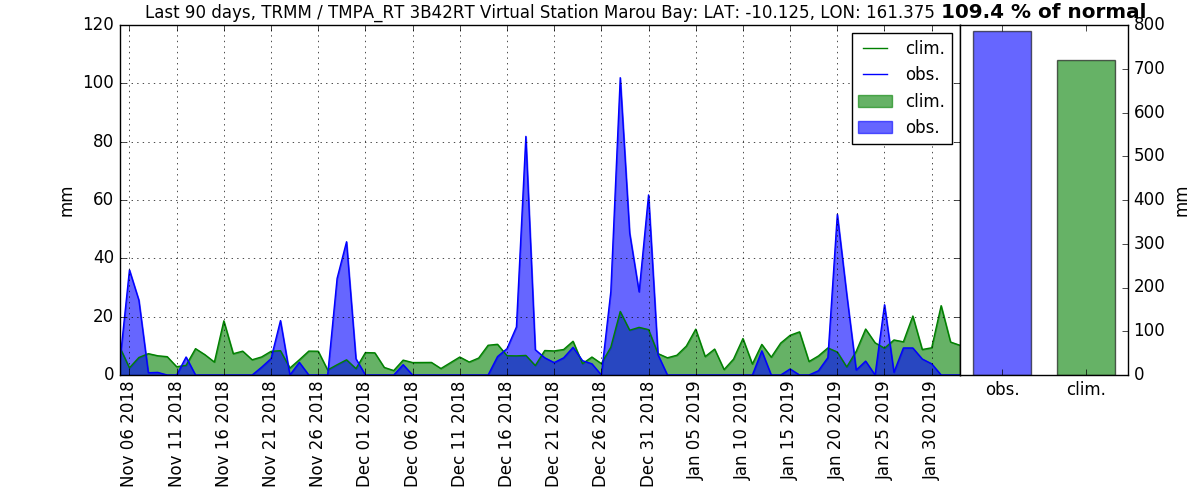 Last 90 days, TRMM / TMPA_RT 3B42RT Virtual Station Marou Bay: LAT: -10.125, LON: 161.375 109.4 % of normal
120
100
80
60
40
20
0
mm
clim.
obs.
clim.
obs.
Nov 06 2018
Nov 11 2018
Nov 16 2018
Nov 21 2018
Nov 26 2018
Dec 01 2018
Dec 06 2018
Dec 11 2018
Dec 16 2018
Dec 21 2018
Dec 26 2018
Dec 31 2018
Jan 05 2019
Jan 10 2019
Jan 15 2019
Jan 20 2019
Jan 25 2019
Jan 30 2019
800
700
600
500
400
300
200
100
0
mm
obs.
clim.